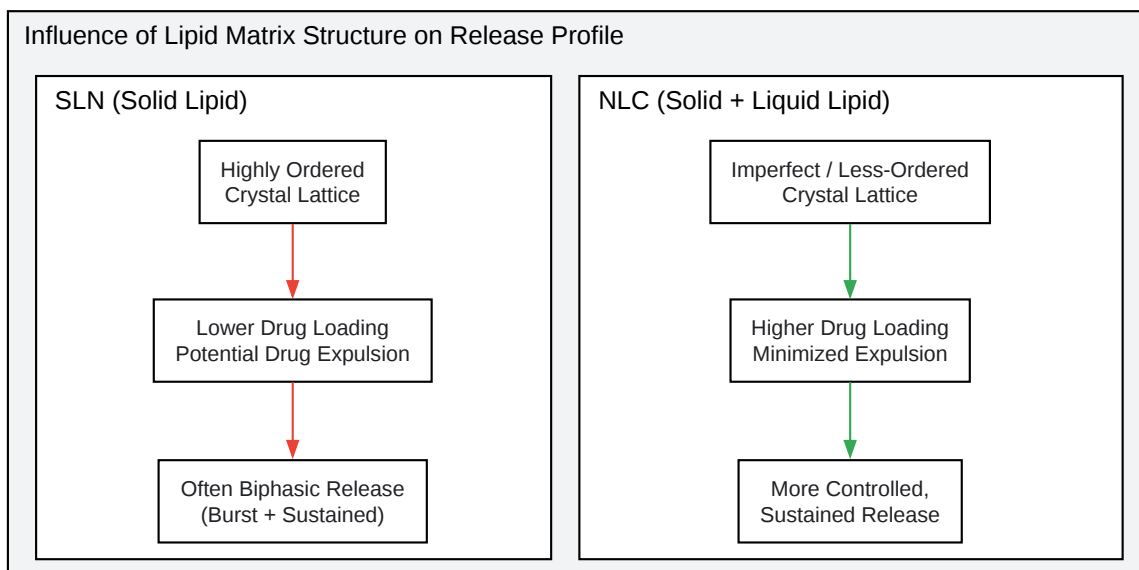 Influence of Lipid Matrix Structure on Release Profile
SLN (Solid Lipid)
Highly Ordered
Crystal Lattice
Lower Drug Loading
Potential Drug Expulsion
Often Biphasic Release
(Burst + Sustained)
NLC (Solid + Liquid Lipid)
Imperfect / Less-Ordered
Crystal Lattice
Higher Drug Loading
Minimized Expulsion
More Controlled,
Sustained Release